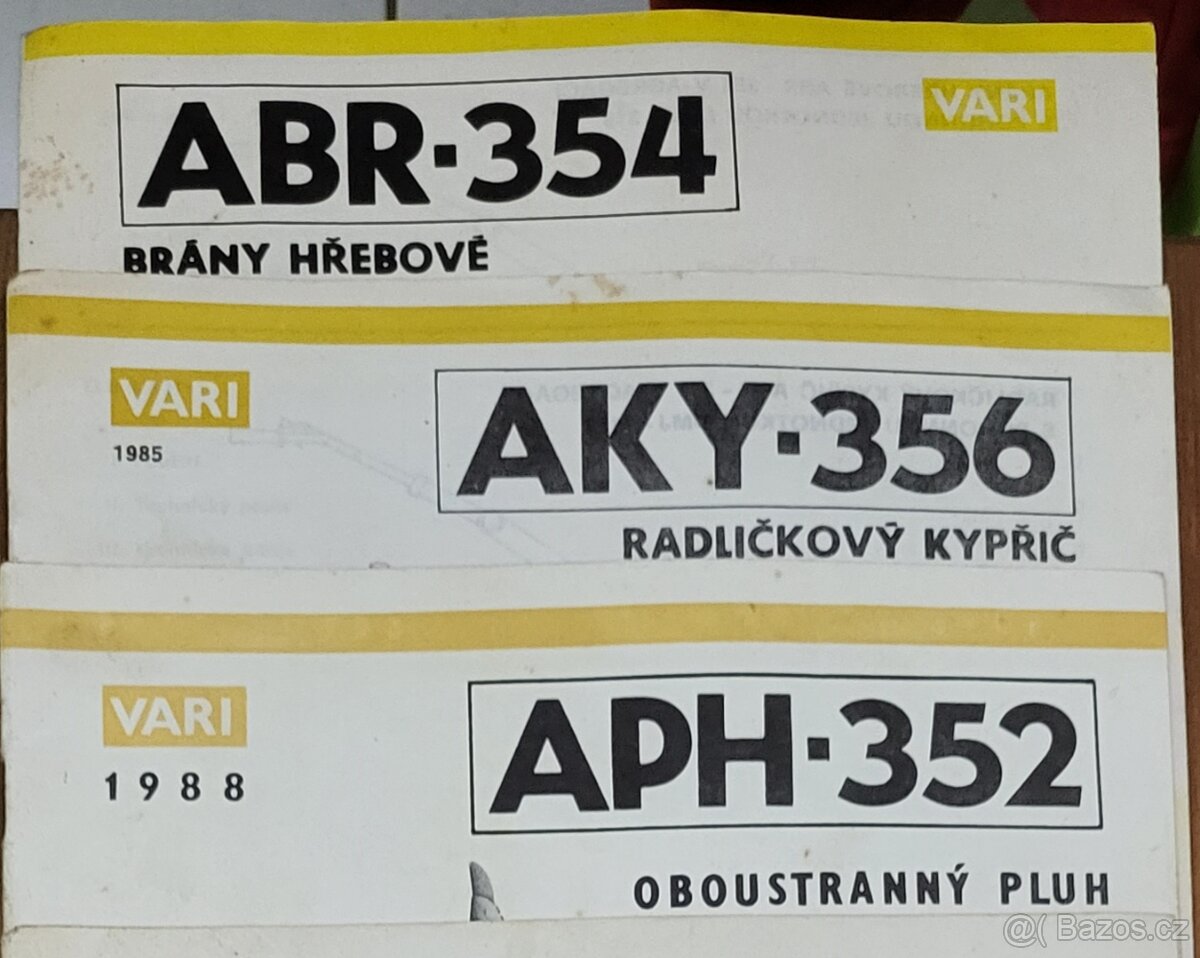 ABR-354
VARI
BRÁNY HŘEBOVÉ
VARI
1985
AKY-356
RADLIČKOVÝ KYPŘIČ
VARI
1988
APH-352
OBOUSTRANNÝ PLUH
@( Bazos.cz